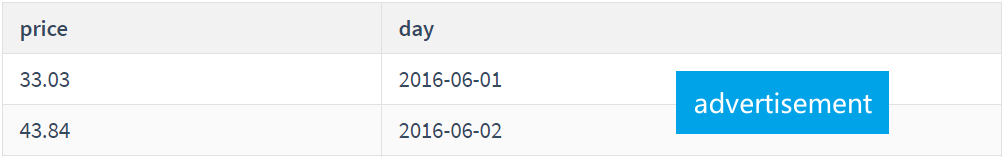 price day
33.03 2016-06-01
advertisement
43.84 2016-06-02